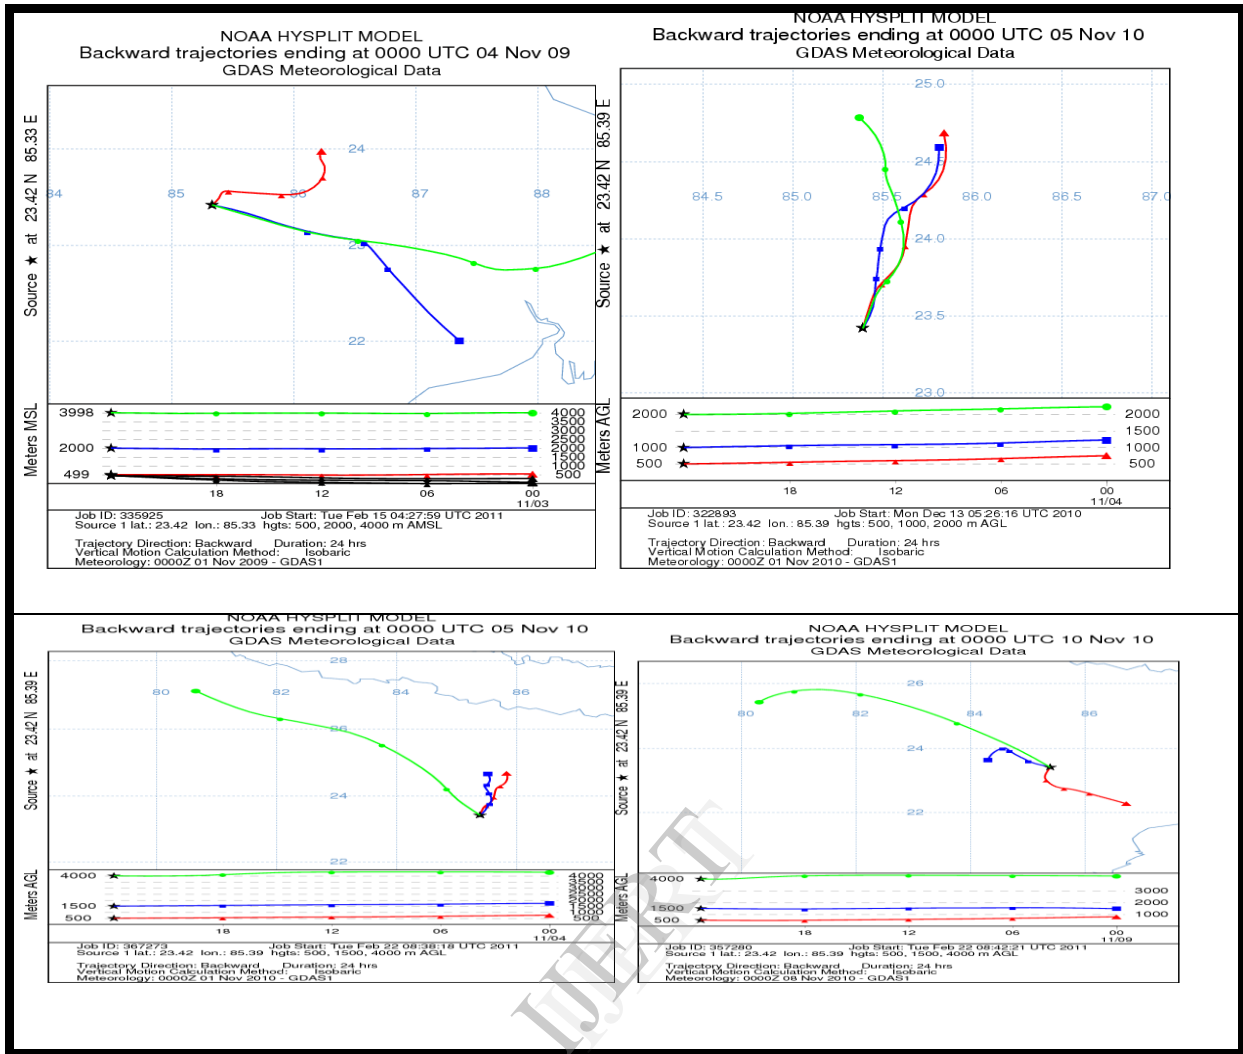 NOAA HYSPLIT MODEL
Backward trajectories ending at 0000 UTC 04 Nov 09
GDAS Meteorological Data
Source ★ at 23.42 N 85.33 E
84 85 86 87 88
24
23
22
Meters MSL
3998
2000
499
4000
3500
3000
2500
2000
1500
1000
500
18 12 06 00
11/03
Job ID: 335925 Job Start: Tue Feb 15 04:27:59 UTC 2011
Source 1 lat.: 23.42 lon.: 85.33 hgts: 500, 2000, 4000 m AMSL
Trajectory Direction: Backward Duration: 24 hrs
Vertical Motion Calculation Method: Isobaric
Meteorology: 0000Z 01 Nov 2009 - GDAS1
NOAA HYSPLIT MODEL
Backward trajectories ending at 0000 UTC 05 Nov 10
GDAS Meteorological Data
Source ★ at 23.42 N 85.39 E
25.0
24.5
84.5 85.0 85.5 86.0 86.5 87.0
24.0
23.5
23.0
Meters AGL
2000
1000
500
2000
1500
1000
500
18 12 06 00
11/04
Job ID: 322893 Job Start: Mon Dec 13 05:26:16 UTC 2010
Source 1 lat.: 23.42 lon.: 85.39 hgts: 500, 1000, 2000 m AGL
Trajectory Direction: Backward Duration: 24 hrs
Vertical Motion Calculation Method: Isobaric
Meteorology: 0000Z 01 Nov 2010 - GDAS1
NOAA HYSPLIT MODEL
Backward trajectories ending at 0000 UTC 05 Nov 10
GDAS Meteorological Data
Source ★ at 23.42 N 85.39 E
28
80 82 84 86
26
24
22
Meters AGL
4000
1500
500
4000
3500
3000
2500
2000
1500
1000
500
18 12 06 00
11/04
Job ID: 367273 Job Start: Tue Feb 22 08:38:18 UTC 2011
Source 1 lat.: 23.42 lon.: 85.39 hgts: 500, 1500, 4000 m AGL
Trajectory Direction: Backward Duration: 24 hrs
Vertical Motion Calculation Method: Isobaric
Meteorology: 0000Z 01 Nov 2010 - GDAS1
NOAA HYSPLIT MODEL
Backward trajectories ending at 0000 UTC 10 Nov 10
GDAS Meteorological Data
Source ★ at 23.42 N 85.39 E
26
80 82 84 86
24
22
Meters AGL
4000
1500
500
3000
2000
1000
18 12 06 00
11/09
Job ID: 357280 Job Start: Tue Feb 22 08:42:21 UTC 2011
Source 1 lat.: 23.42 lon.: 85.39 hgts: 500, 1500, 4000 m AGL
Trajectory Direction: Backward Duration: 24 hrs
Vertical Motion Calculation Method: Isobaric
Meteorology: 0000Z 08 Nov 2010 - GDAS1
IJERT